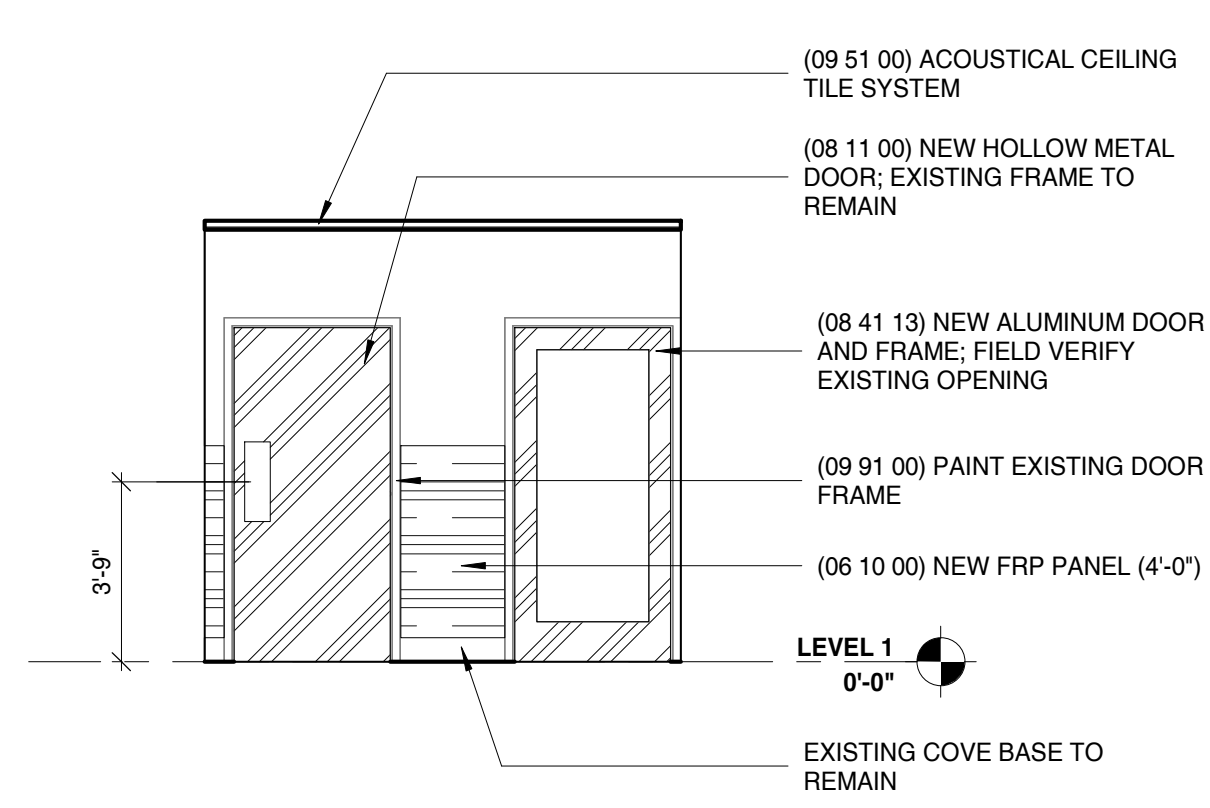 (09 51 00) ACOUSTICAL CEILING
TILE SYSTEM
(08 11 00) NEW HOLLOW METAL
DOOR; EXISTING FRAME TO
REMAIN
(08 41 13) NEW ALUMINUM DOOR
AND FRAME; FIELD VERIFY
EXISTING OPENING
(09 91 00) PAINT EXISTING DOOR
FRAME
3'-9"
(06 10 00) NEW FRP PANEL (4'-0")
LEVEL 1
0'-0"
EXISTING COVE BASE TO
REMAIN